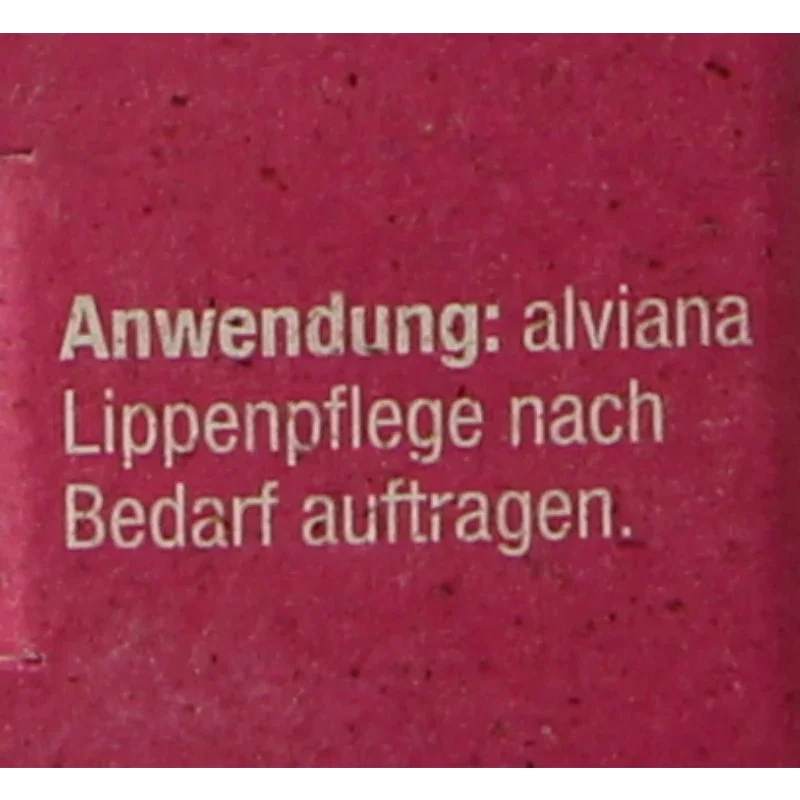 Anwendung: alviana
Lippenpflege nach
Bedarf auftragen.